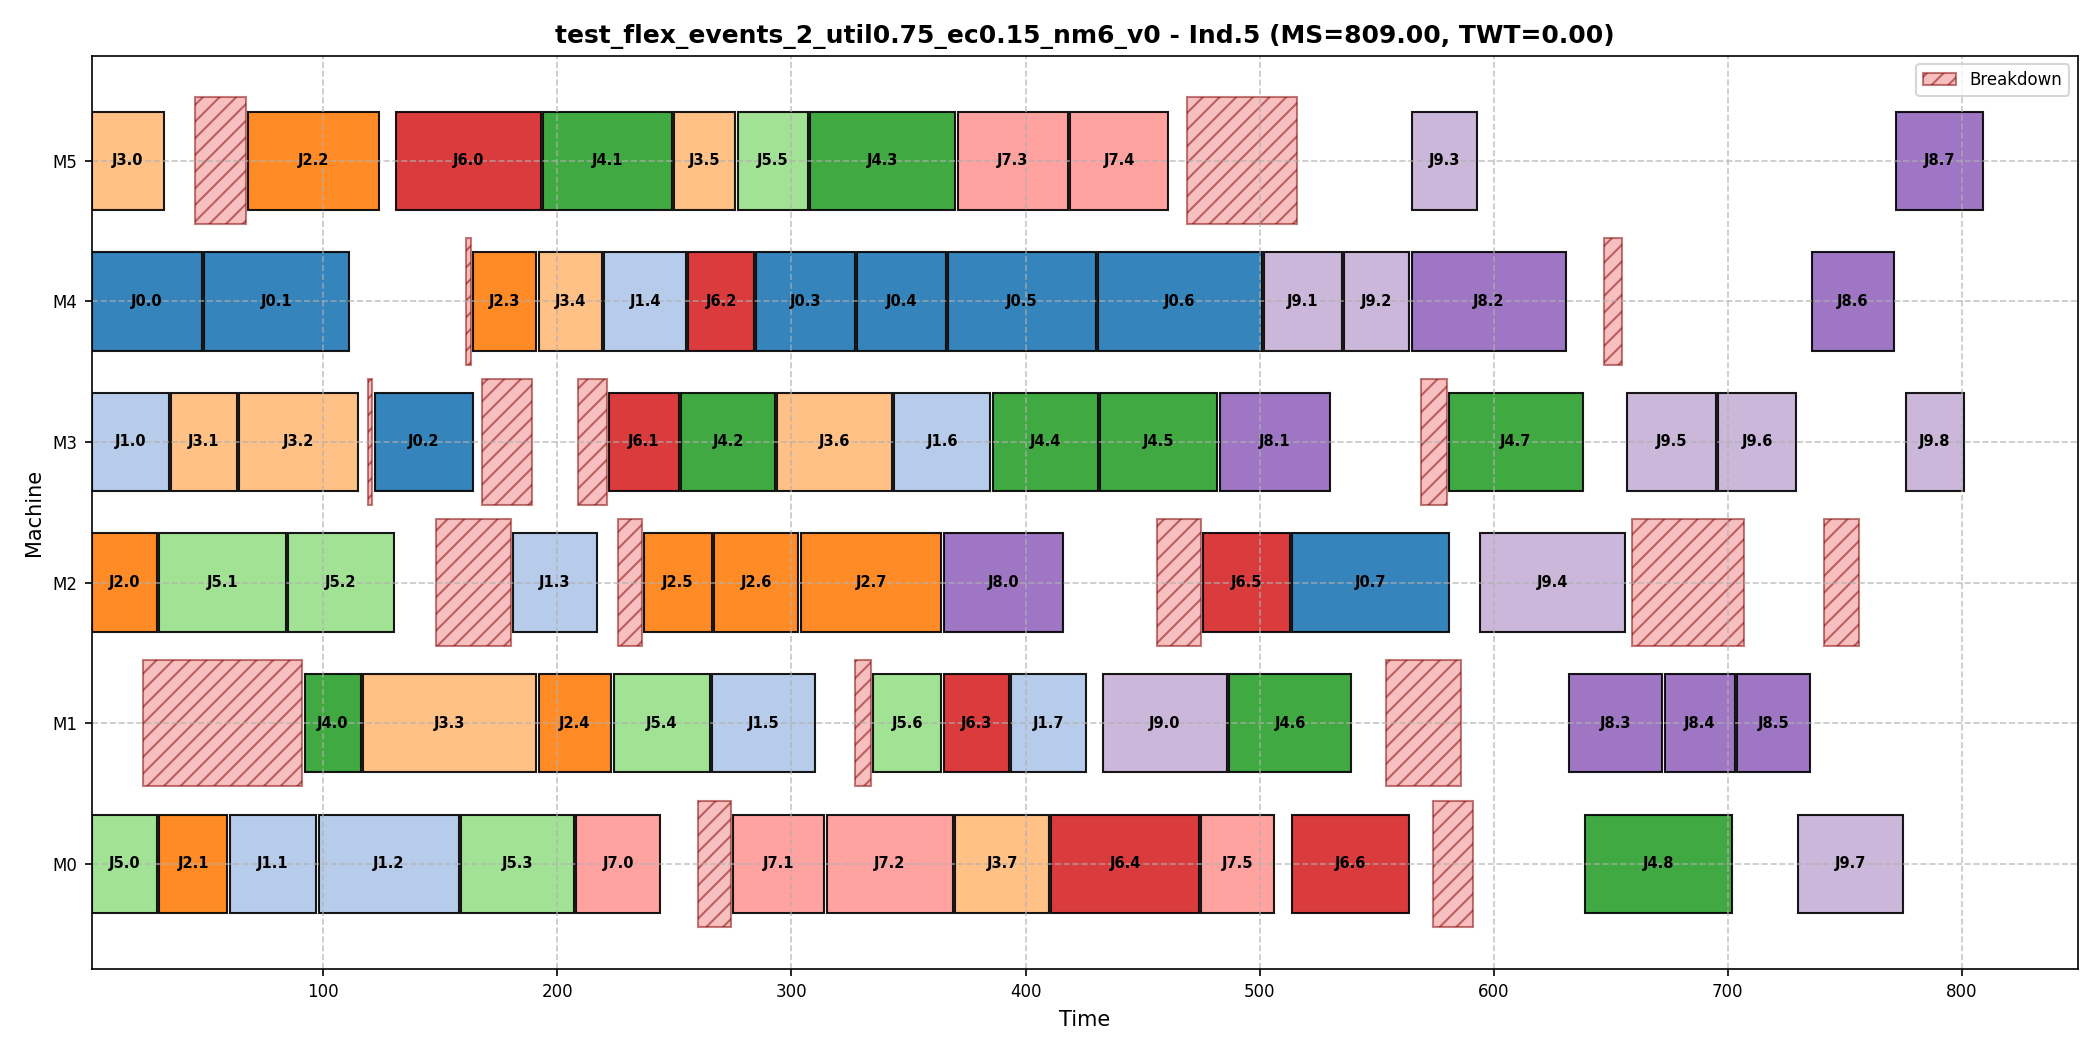 test_flex_events_2_util0.75_ec0.15_nm6_v0 - Ind.5 (MS=809.00, TWT=0.00)
Breakdown
M5
J3.0 J2.2 J6.0 J4.1 J3.5 J5.5 J4.3 J7.3 J7.4 J9.3 J8.7
M4
J0.0 J0.1 J2.3 J3.4 J1.4 J6.2 J0.3 J0.4 J0.5 J0.6 J9.1 J9.2 J8.2 J8.6
M3
J1.0 J3.1 J3.2 J0.2 J6.1 J4.2 J3.6 J1.6 J4.4 J4.5 J8.1 J4.7 J9.5 J9.6 J9.8
Machine
M2
J2.0 J5.1 J5.2 J1.3 J2.5 J2.6 J2.7 J8.0 J6.5 J0.7 J9.4
M1
J4.0 J3.3 J2.4 J5.4 J1.5 J5.6 J6.3 J1.7 J9.0 J4.6 J8.3 J8.4 J8.5
M0
J5.0 J2.1 J1.1 J1.2 J5.3 J7.0 J7.1 J7.2 J3.7 J6.4 J7.5 J6.6 J4.8 J9.7
100 200 300 400 500 600 700 800
Time